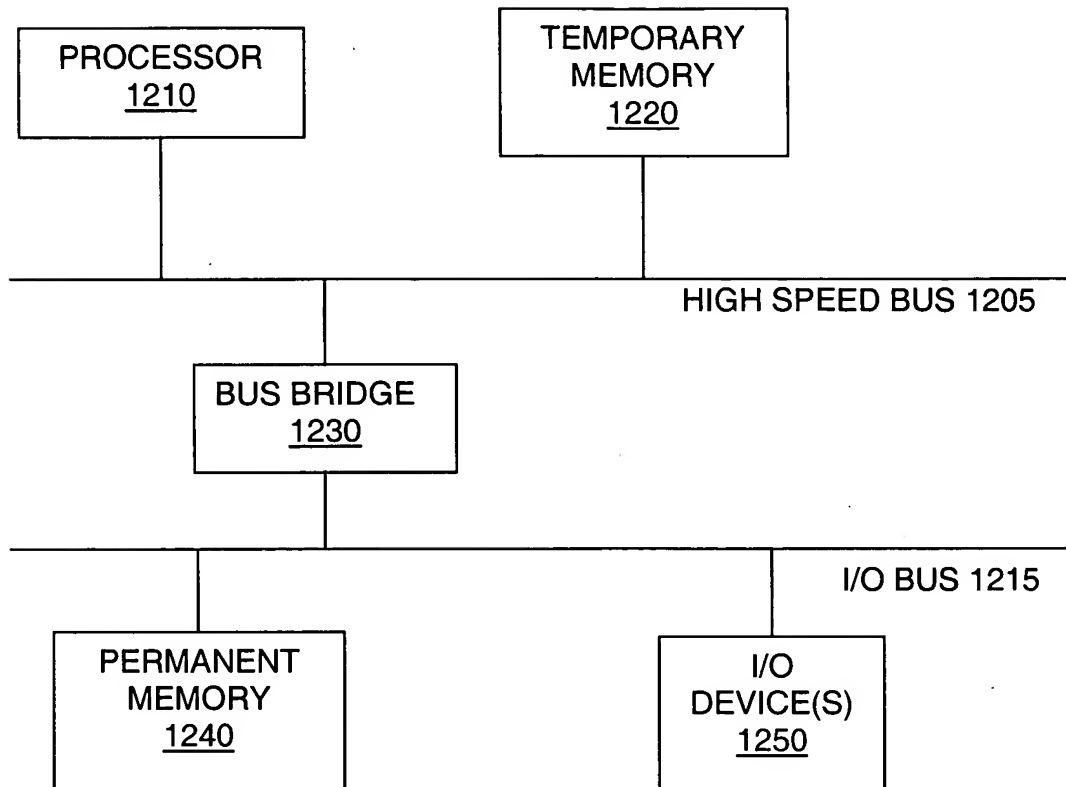 PROCESSOR
1210
TEMPORARY
MEMORY
1220
HIGH SPEED BUS 1205
BUS BRIDGE
1230
I/O BUS 1215
PERMANENT
MEMORY
1240
I/O
DEVICE(S)
1250